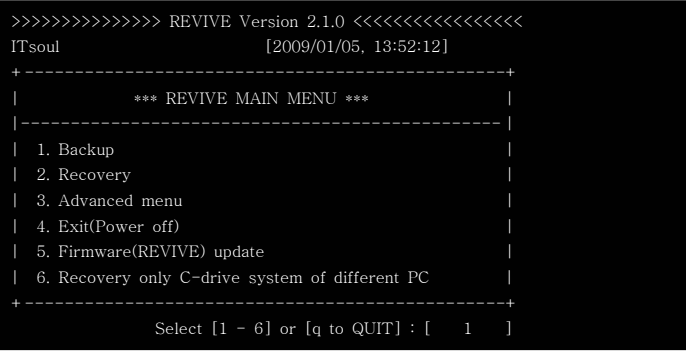 >>>>>>>>>>>>>>> REVIVE Version 2.1.0 <<<<<<<<<<<<<<<<<
ITsoul [2009/01/05, 13:52:12]
+------------------------------------------------+
| *** REVIVE MAIN MENU *** |
|------------------------------------------------|
| 1. Backup |
| 2. Recovery |
| 3. Advanced menu |
| 4. Exit(Power off) |
| 5. Firmware(REVIVE) update |
| 6. Recovery only C-drive system of different PC |
+------------------------------------------------+
Select [1 - 6] or [q to QUIT] : [ 1 ]